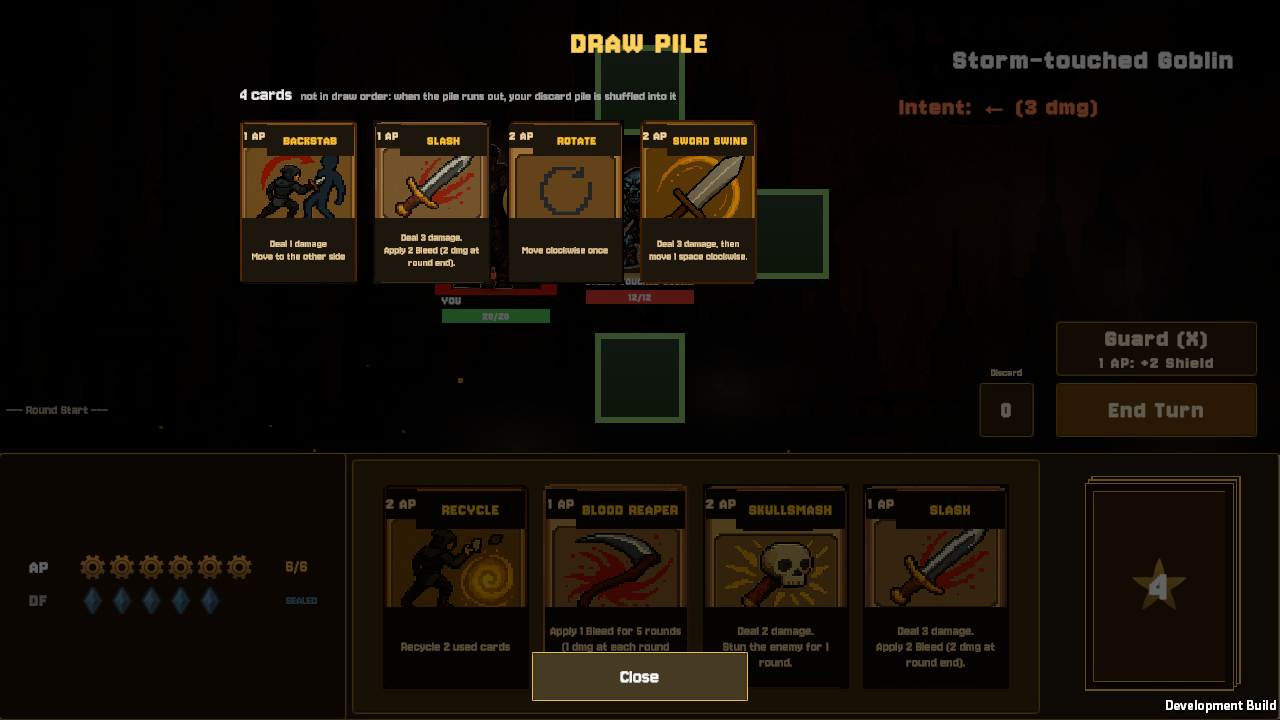 DRAW PILE
Storm-touched Goblin
4 cards not in draw order: when the pile runs out, your discard pile is shuffled into it
Intent: ← (3 dmg)
1 AP BACKSTAB
Deal 1 damage
Move to the other side
1 AP SLASH
Deal 3 damage.
Apply 2 Bleed (2 dmg at
round end).
2 AP ROTATE
Move clockwise once
2 AP SWORD SWING
Deal 3 damage, then
move 1 space clockwise.
YOU
20/20
12/12
Guard (X)
1 AP: +2 Shield
Discard
0
End Turn
--- Round Start ---
AP 6/6
DF SEALED
2 AP RECYCLE
Recycle 2 used cards
1 AP BLOOD REAPER
Apply 1 Bleed for 5 rounds
(1 dmg at each round
2 AP SKULLSMASH
Deal 2 damage.
Stun the enemy for 1
round.
1 AP SLASH
Deal 3 damage.
Apply 2 Bleed (2 dmg at
round end).
4
Close
Development Build